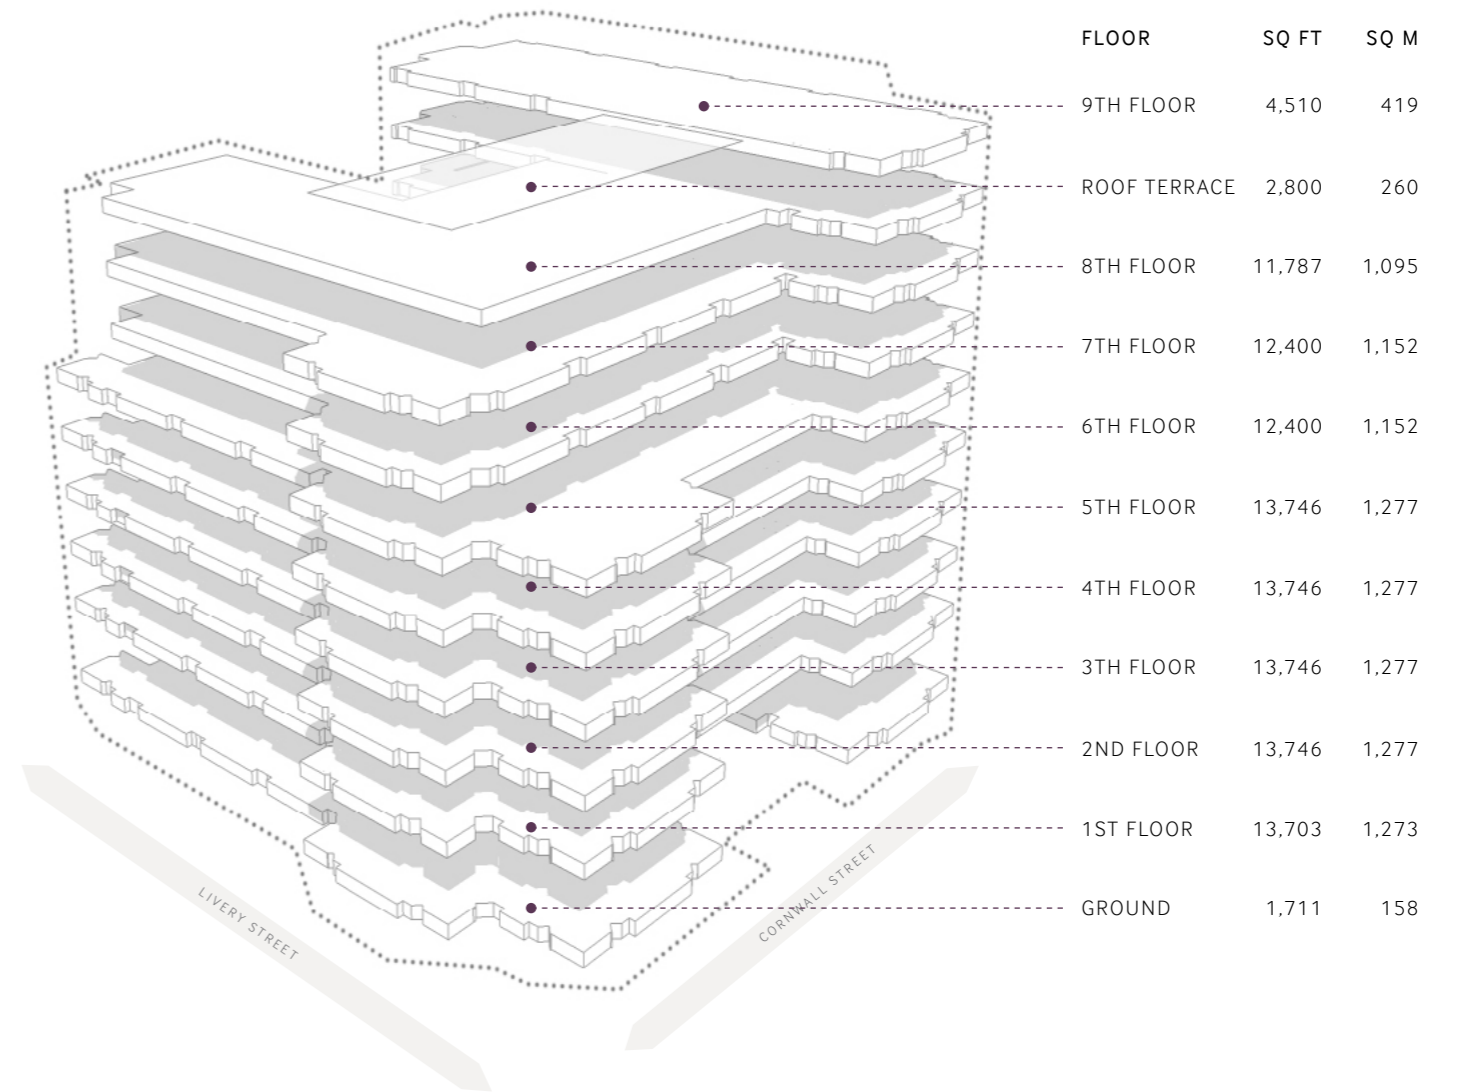 FLOOR SQ FT SQ M
9TH FLOOR 4,510 419
ROOF TERRACE 2,800 260
8TH FLOOR 11,787 1,095
7TH FLOOR 12,400 1,152
6TH FLOOR 12,400 1,152
5TH FLOOR 13,746 1,277
4TH FLOOR 13,746 1,277
3TH FLOOR 13,746 1,277
2ND FLOOR 13,746 1,277
1ST FLOOR 13,703 1,273
GROUND 1,711 158
LIVERY STREET
CORNWALL STREET